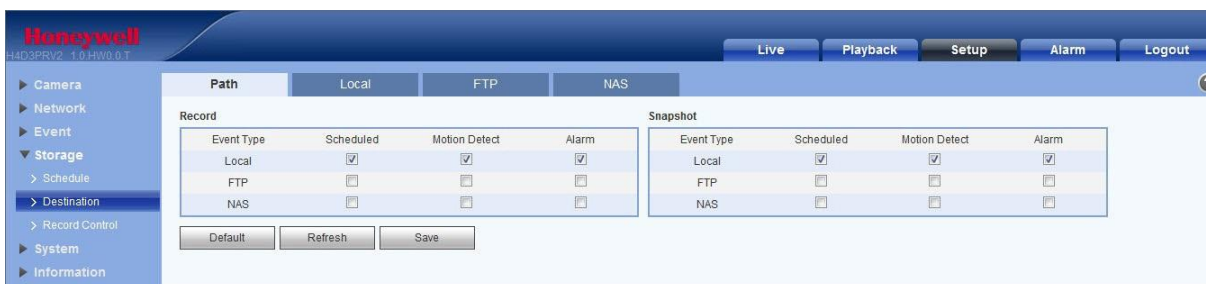 Honeywell
H4D3PRV2 1.0.HW0.0.T
Live Playback Setup Alarm Logout
Camera
Network
Event
Storage
> Schedule
> Destination
> Record Control
System
Information
Path Local FTP NAS
Record
Event Type Scheduled Motion Detect Alarm
Local
FTP
NAS
Snapshot
Event Type Scheduled Motion Detect Alarm
Local
FTP
NAS
Default Refresh Save